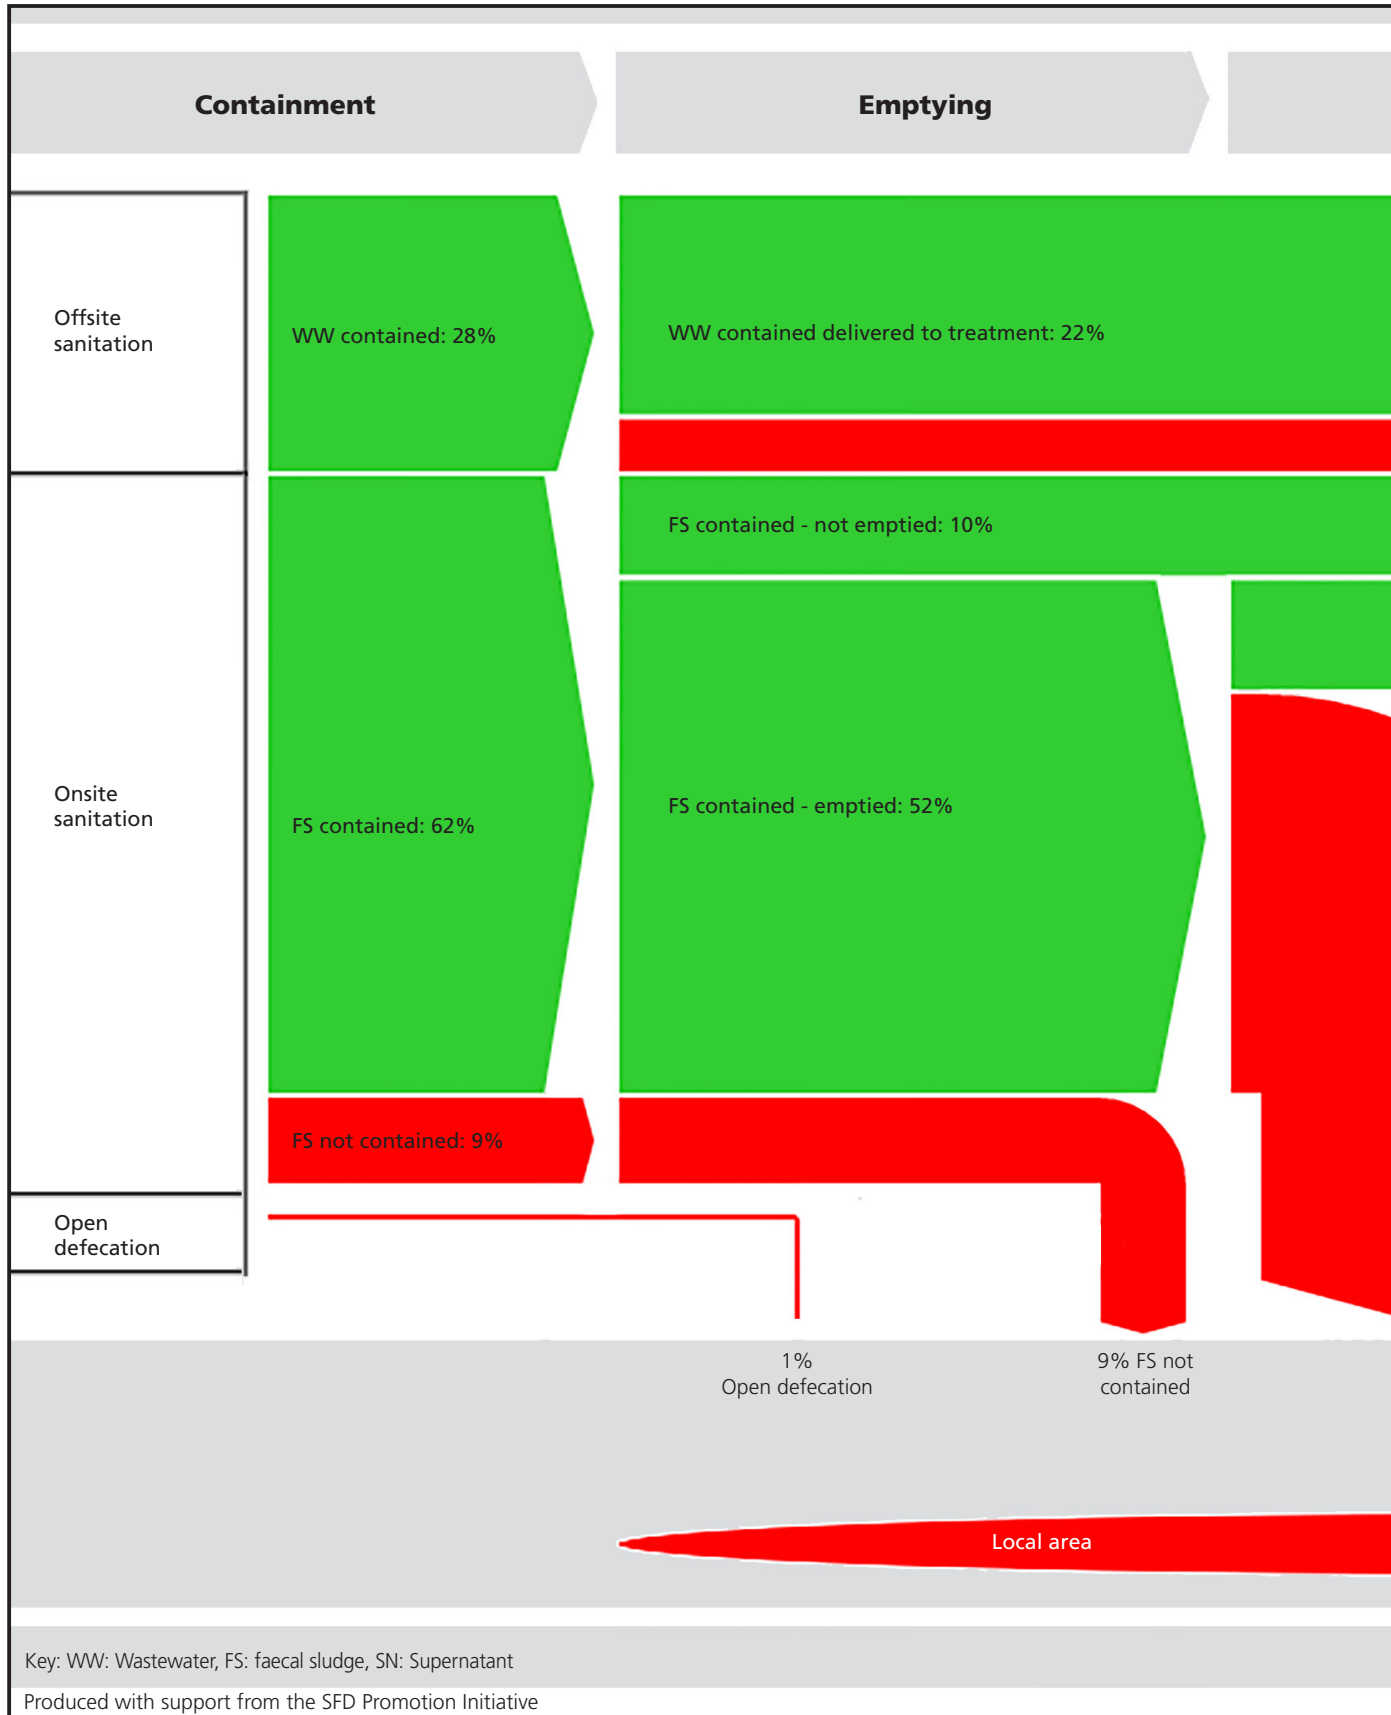 Containment
Emptying
Offsite
sanitation
WW contained: 28%
WW contained delivered to treatment: 22%
FS contained - not emptied: 10%
Onsite
sanitation
FS contained: 62%
FS contained - emptied: 52%
FS not contained: 9%
Open
defecation
1%
Open defecation
9% FS not
contained
Local area
Key: WW: Wastewater, FS: faecal sludge, SN: Supernatant
Produced with support from the SFD Promotion Initiative